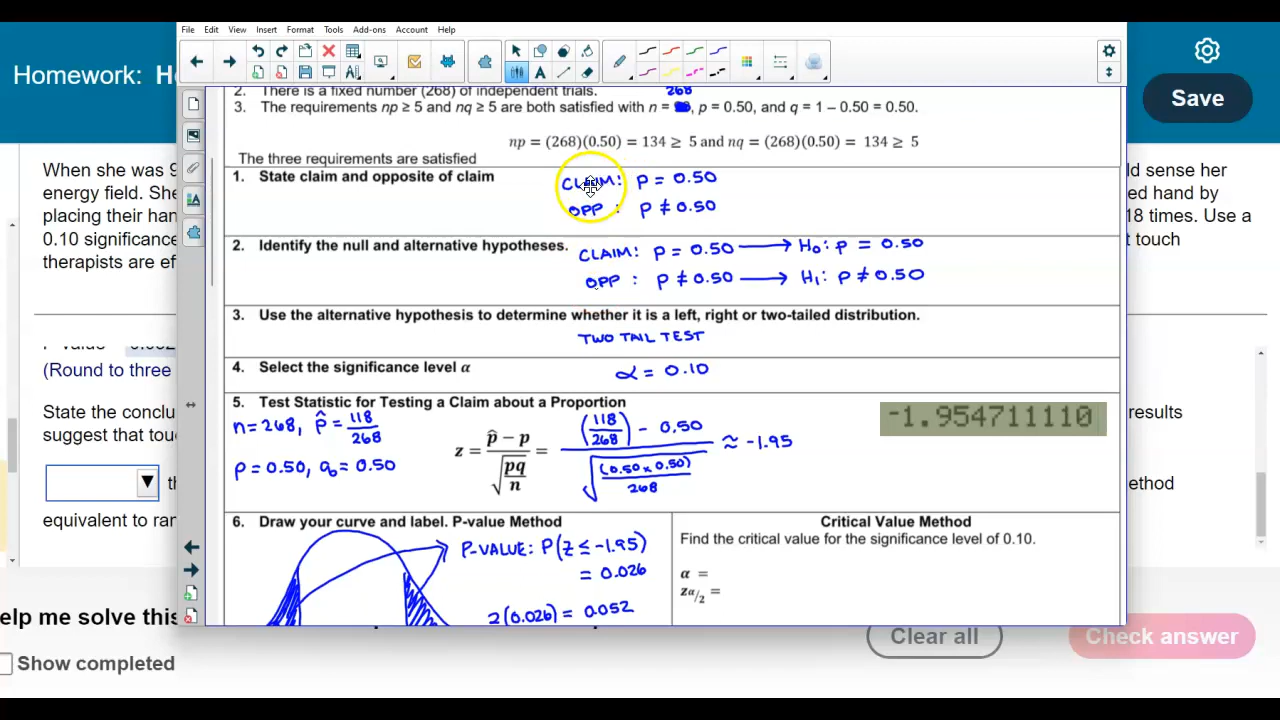 File Edit View Insert Format Tools Add-ons Account Help
Homework: H
Save
When she was 9
energy field. She
placing their han
0.10 significance
therapists are ef
ld sense her
ed hand by
18 times. Use a
t touch
2. There is a fixed number (268) of independent trials.
268
3. The requirements np ≥ 5 and nq ≥ 5 are both satisfied with n = , p = 0.50, and q = 1 – 0.50 = 0.50.
np = (268)(0.50) = 134 ≥ 5 and nq = (268)(0.50) = 134 ≥ 5
The three requirements are satisfied
1. State claim and opposite of claim
CLAIM: P = 0.50
OPP : P ≠ 0.50
2. Identify the null and alternative hypotheses.
CLAIM: P = 0.50 → H₀: P = 0.50
OPP : P ≠ 0.50 → H₁: P ≠ 0.50
3. Use the alternative hypothesis to determine whether it is a left, right or two-tailed distribution.
TWO TAIL TEST
4. Select the significance level α
α = 0.10
5. Test Statistic for Testing a Claim about a Proportion
n=268, p̂ = 118/268
p = 0.50, q = 0.50
z = (p̂ − p)/√(pq/n) = ((118/268) − 0.50)/√((0.50 × 0.50)/268) ≈ -1.95
-1.954711110
6. Draw your curve and label. P-value Method
P-VALUE: P(Z ≤ -1.95)
= 0.026
2(0.026) = 0.052
Critical Value Method
Find the critical value for the significance level of 0.10.
α =
zα/2 =
(Round to three
State the conclu
suggest that tou
th
equivalent to ran
results
ethod
elp me solve this
Clear all
Check answer
Show completed